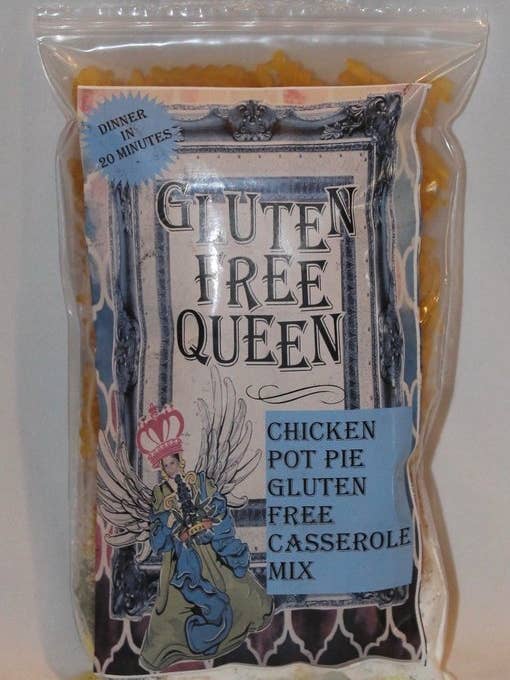 DINNER
IN
20 MINUTES
GLUTEN
FREE
QUEEN
CHICKEN
POT PIE
GLUTEN
FREE
CASSEROLE
MIX